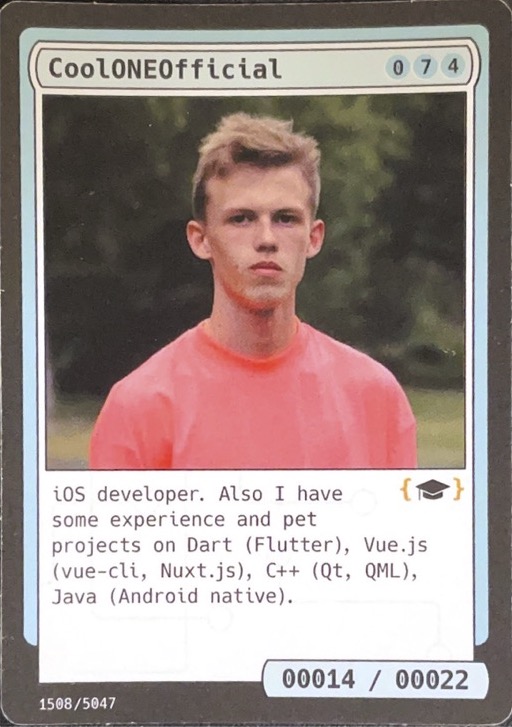 CoolONEOfficial 0 7 4
iOS developer. Also I have
some experience and pet
projects on Dart (Flutter), Vue.js
(vue-cli, Nuxt.js), C++ (Qt, QML),
Java (Android native).
00014 / 00022
1508/5047